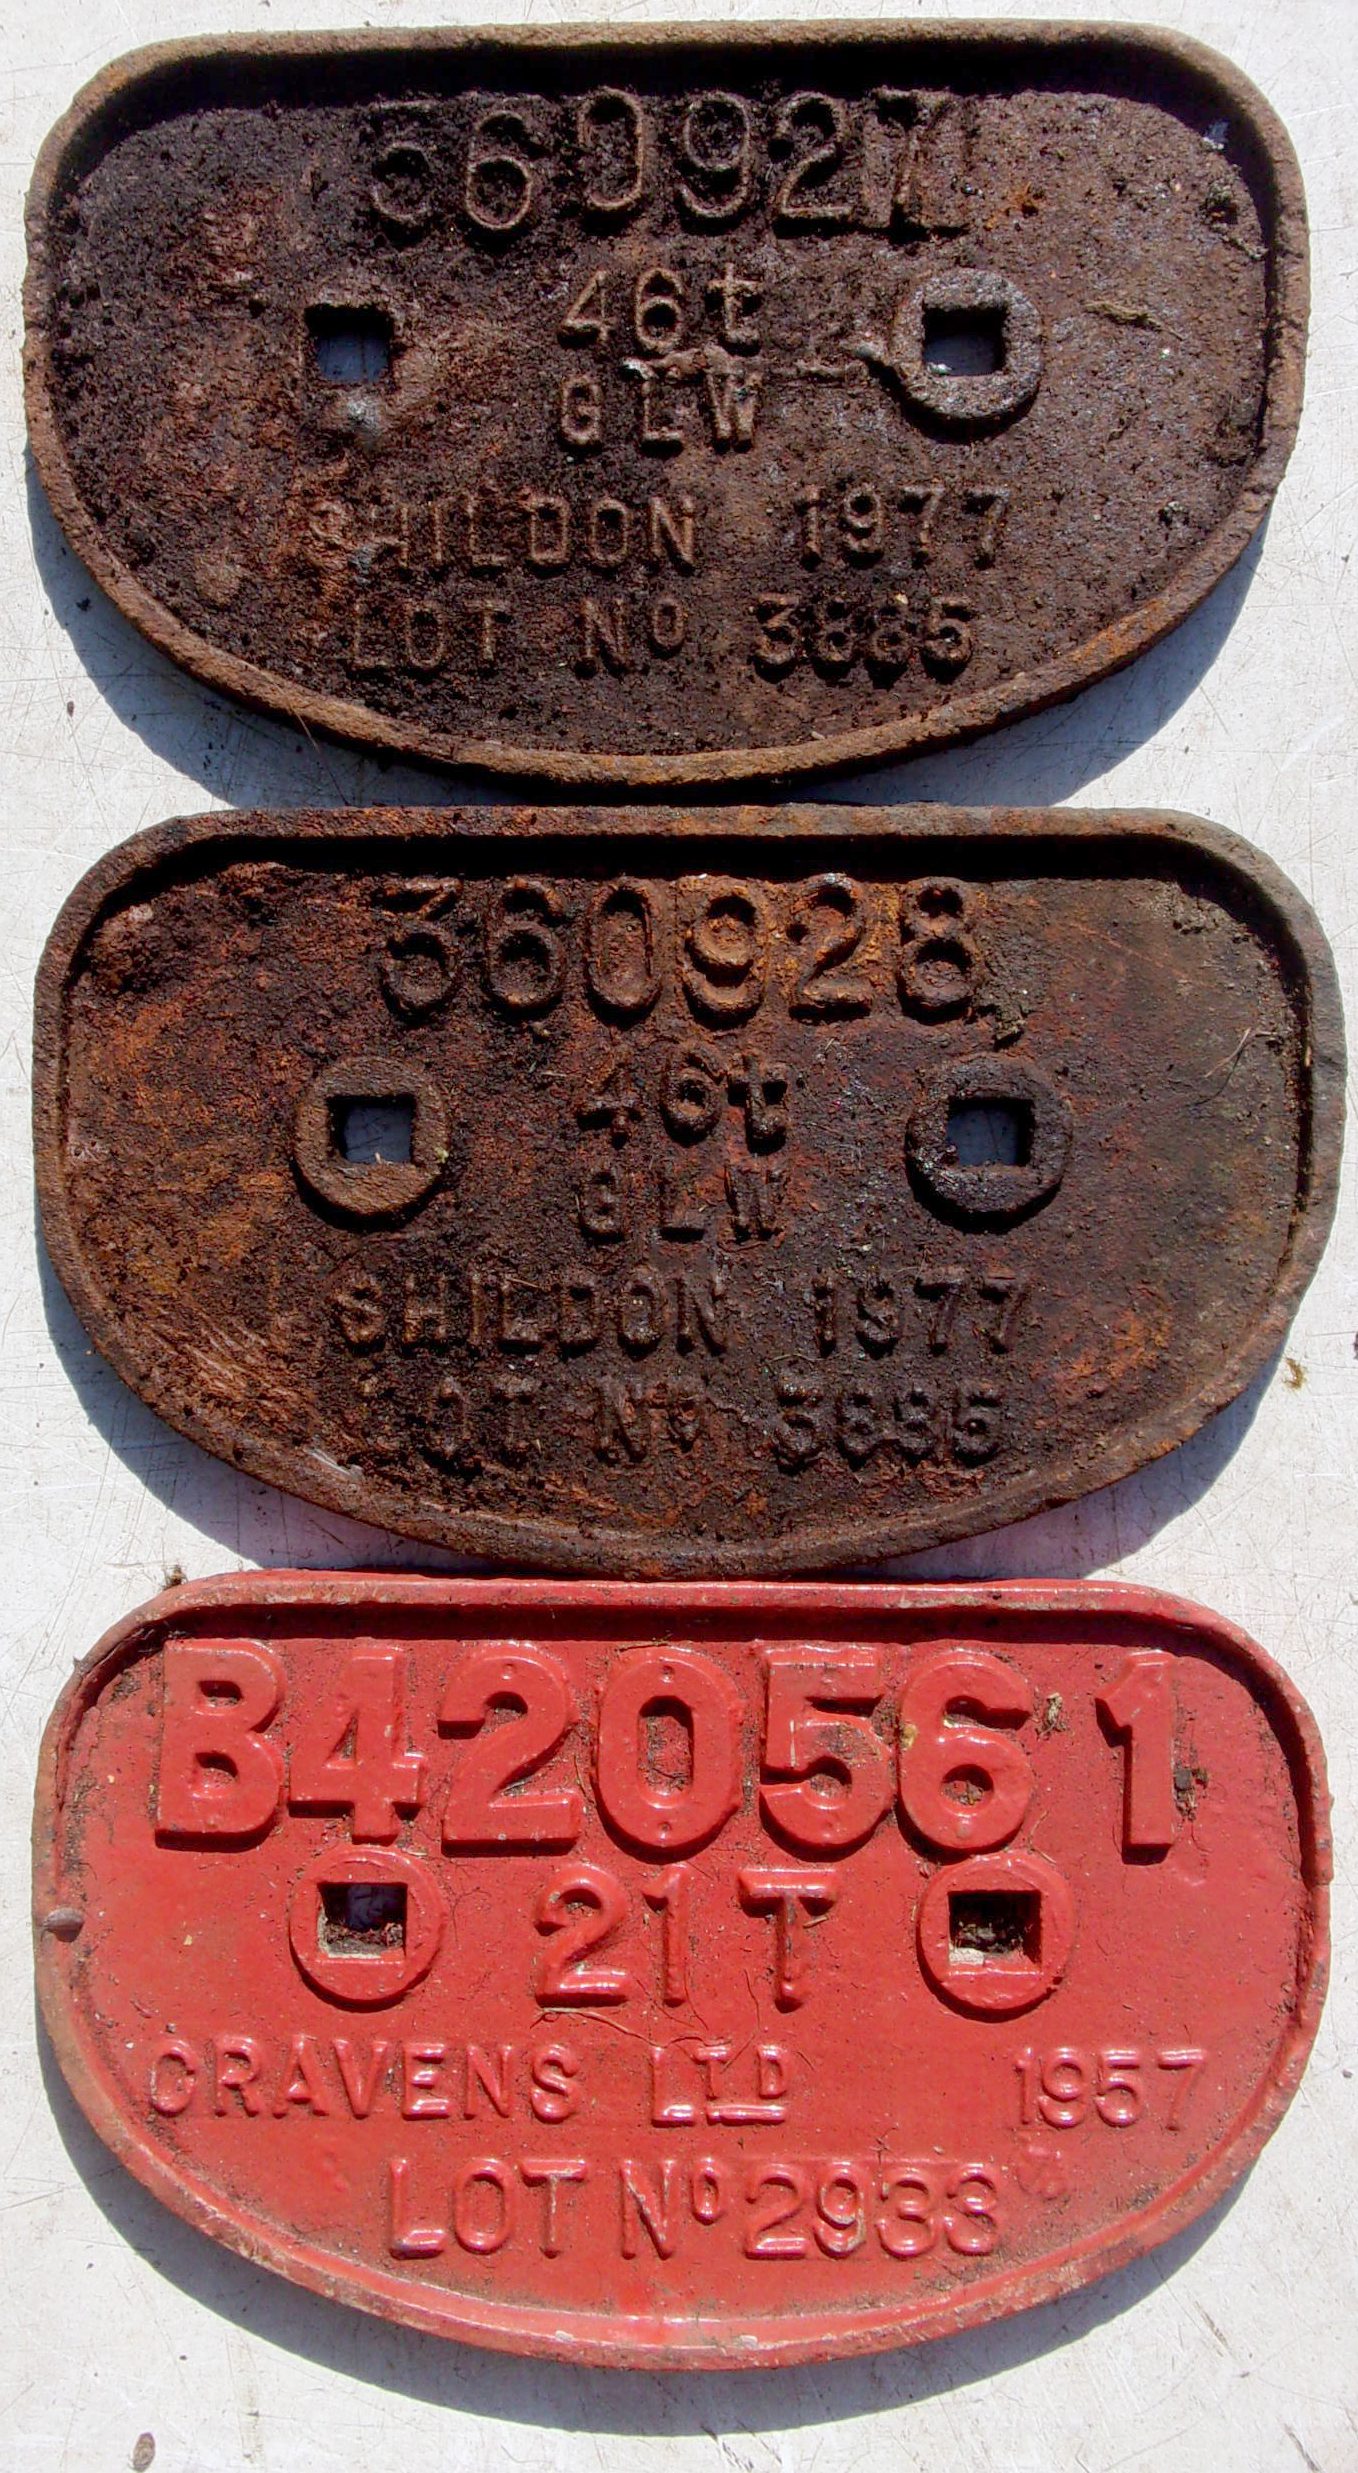 360927
46t
GLW
SHILDON 1977
LOT Nº 3885
360928
46t
GLW
SHILDON 1977
LOT Nº 3885
B420561
21T
CRAVENS LTD 1957
LOT Nº 2933